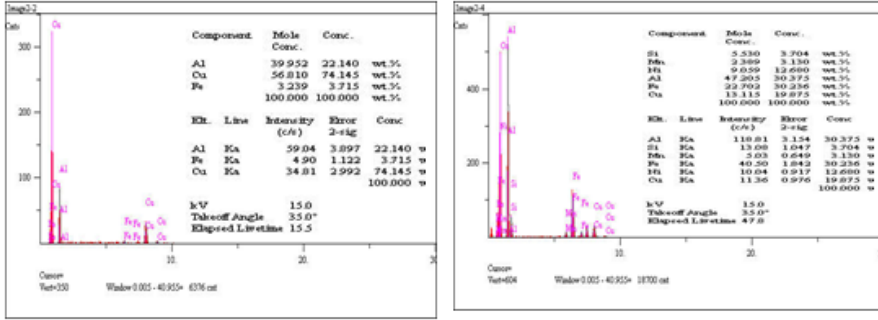 Image2-2
Cnts
Component Mole Conc.
Conc.
Al 39.952 22.140 wt.%
Cu 56.810 74.145 wt.%
Fe 3.239 3.715 wt.%
100.000 100.000 wt.%
Elt. Line Intensity Error Conc
(c/s) 2-sig
Al Ka 59.04 3.897 22.140
Fe Ka 4.90 1.122 3.715
Cu Ka 34.81 2.992 74.145
100.000
kV 15.0
Takeoff Angle 35.0°
Elapsed Livetime 15.5
300
200
100
Cu
Al
Al
Fe Fe
Fe Fe
Cu
Cu Cu
Cu
10. 20. 30
Cursor=
Vert=350 Window 0.005 - 40.955= 6376 cnt
Image2-4
Cnts
Component Mole Conc.
Conc.
Si 5.530 3.704 wt.%
Mn 2.389 3.130 wt.%
Ni 9.059 12.680 wt.%
Al 47.205 30.375 wt.%
Fe 22.702 30.236 wt.%
Cu 13.115 19.875 wt.%
100.000 100.000 wt.%
Elt. Line Intensity Error Conc
(c/s) 2-sig
Al Ka 118.81 3.154 30.375
Si Ka 13.08 1.047 3.704
Mn Ka 5.03 0.649 3.130
Fe Ka 40.50 1.842 30.236
Ni Ka 10.04 0.917 12.680
Cu Ka 11.36 0.976 19.875
100.000
kV 15.0
Takeoff Angle 35.0°
Elapsed Livetime 47.8
400
200
Al
Si
Si
Fe
Fe
Cu
Cu
10. 20.
Cursor=
Vert=604 Window 0.005 - 40.955= 18700 cnt